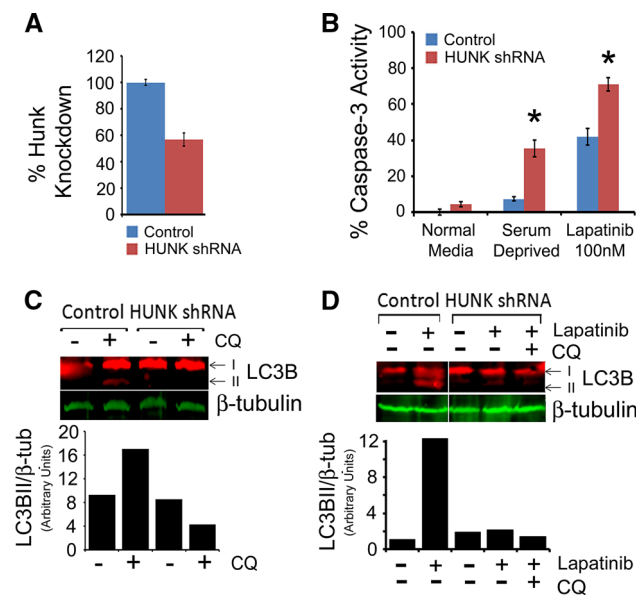 A
120
100
80
60
40
20
0
% Hunk
Knockdown
Control
HUNK shRNA
B
80
60
40
20
0
% Caspase-3 Activity
Control
HUNK shRNA
*
*
Normal
Media
Serum
Deprived
Lapatinib
100nM
C
Control HUNK shRNA
- + - + CQ
I
II
LC3B
β-tubulin
20
16
12
8
4
0
LC3BII/β-tub
(Arbitrary Units)
- + - + CQ
D
Control HUNK shRNA
- + - + + Lapatinib
- - - - + CQ
I
II
LC3B
β-tubulin
12
8
4
2
0
LC3BII/β-tub
(Arbitrary Units)
- + - + + Lapatinib
- - - - + CQ